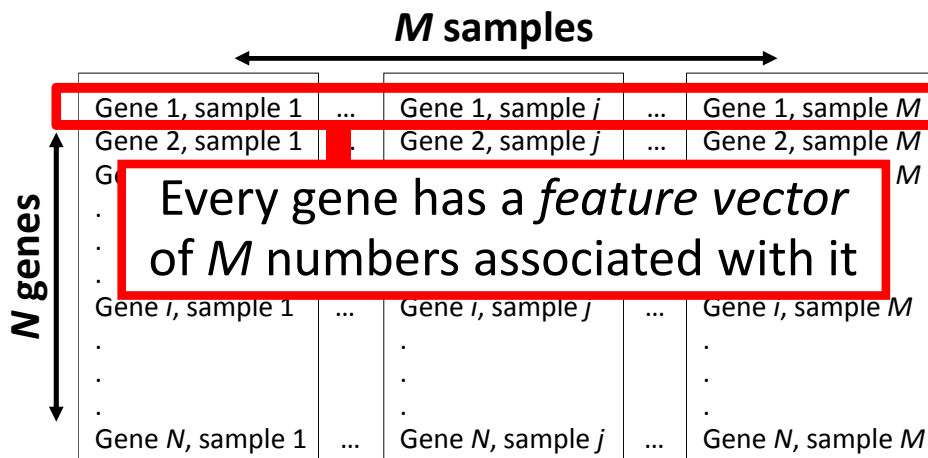 M samples
Gene 1, sample 1 ... Gene 1, sample j ... Gene 1, sample M
Gene 2, sample 1 . Gene 2, sample j ... Gene 2, sample M
M
Every gene has a feature vector
of M numbers associated with it
.
.
.
Gene i, sample 1 ... Gene i, sample j ... Gene i, sample M
. . .
. . .
. . .
Gene N, sample 1 ... Gene N, sample j ... Gene N, sample M
N genes